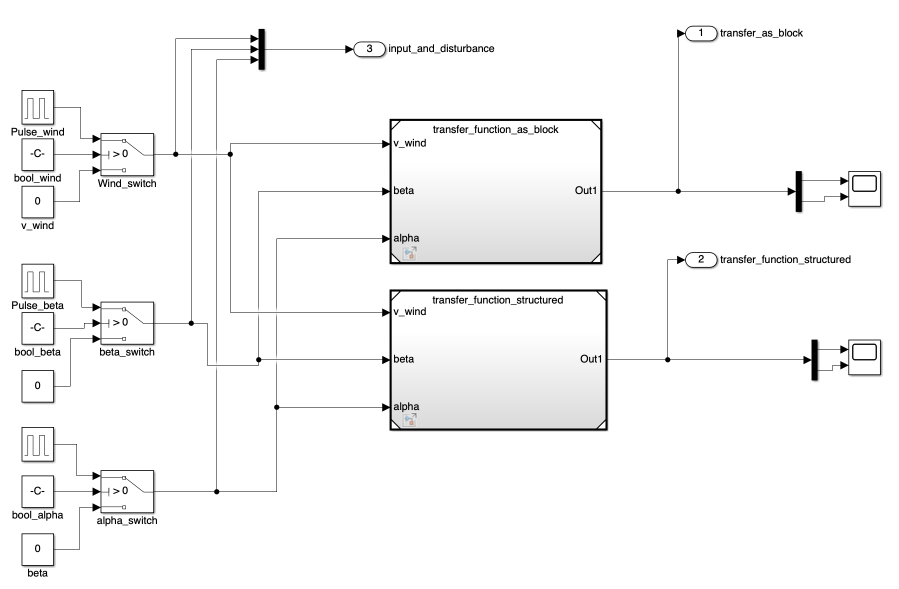 1
transfer_as_block
3
input_and_disturbance
Pulse_wind
-C-
bool_wind
> 0
Wind_switch
0
v_wind
transfer_function_as_block
v_wind
beta
alpha
Out1
2
transfer_function_structured
Pulse_beta
-C-
bool_beta
> 0
beta_switch
0
transfer_function_structured
v_wind
beta
alpha
Out1
-C-
bool_alpha
> 0
alpha_switch
0
beta